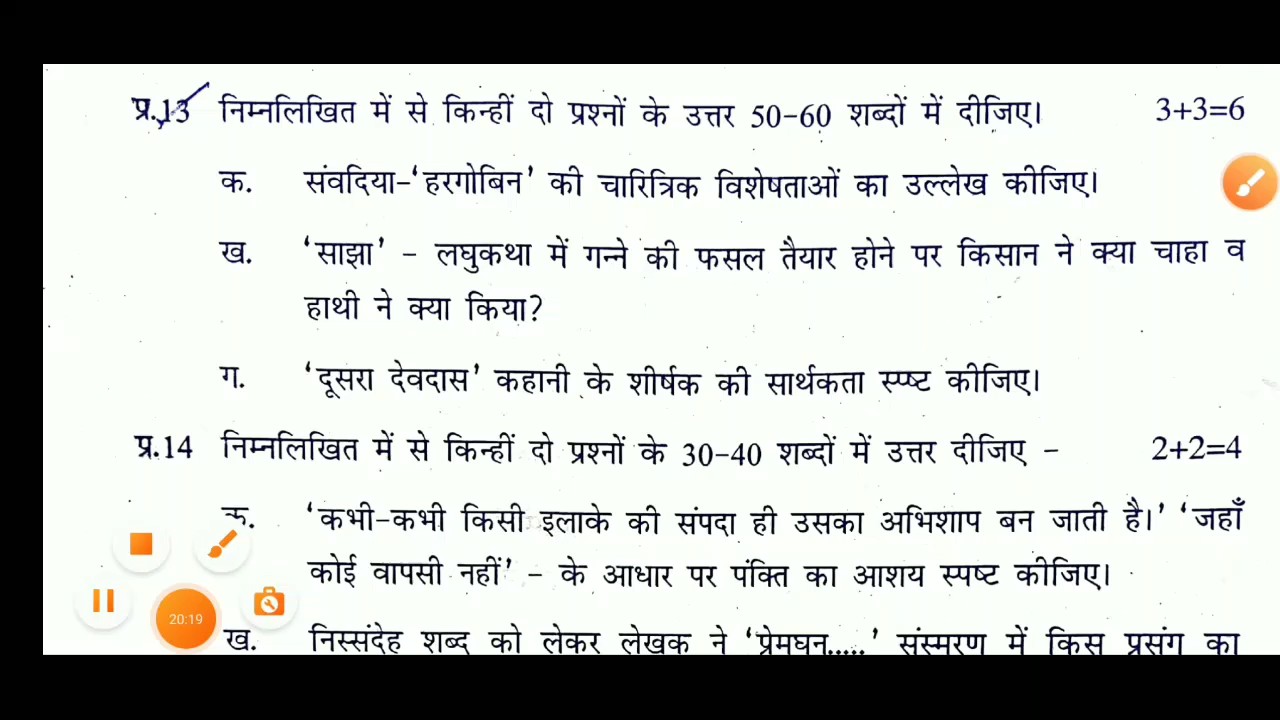 प्र.13 निम्नलिखित में से किन्हीं दो प्रश्नों के उत्तर 50-60 शब्दों में दीजिए। 3+3=6
क. संवदिया-'हरगोबिन' की चारित्रिक विशेषताओं का उल्लेख कीजिए।
ख. 'साझा' - लघुकथा में गन्ने की फसल तैयार होने पर किसान ने क्या चाहा व
हाथी ने क्या किया?
ग. 'दूसरा देवदास' कहानी के शीर्षक की सार्थकता स्प्ष्ट कीजिए।
प्र.14 निम्नलिखित में से किन्हीं दो प्रश्नों के 30-40 शब्दों में उत्तर दीजिए - 2+2=4
क. 'कभी-कभी किसी इलाके की संपदा ही उसका अभिशाप बन जाती है।' 'जहाँ
कोई वापसी नहीं' - के आधार पर पंक्ति का आशय स्पष्ट कीजिए।
20:19
ख. निस्संदेह शब्द को लेकर लेखक ने 'प्रेमघन.....' संस्मरण में किस प्रसंग का